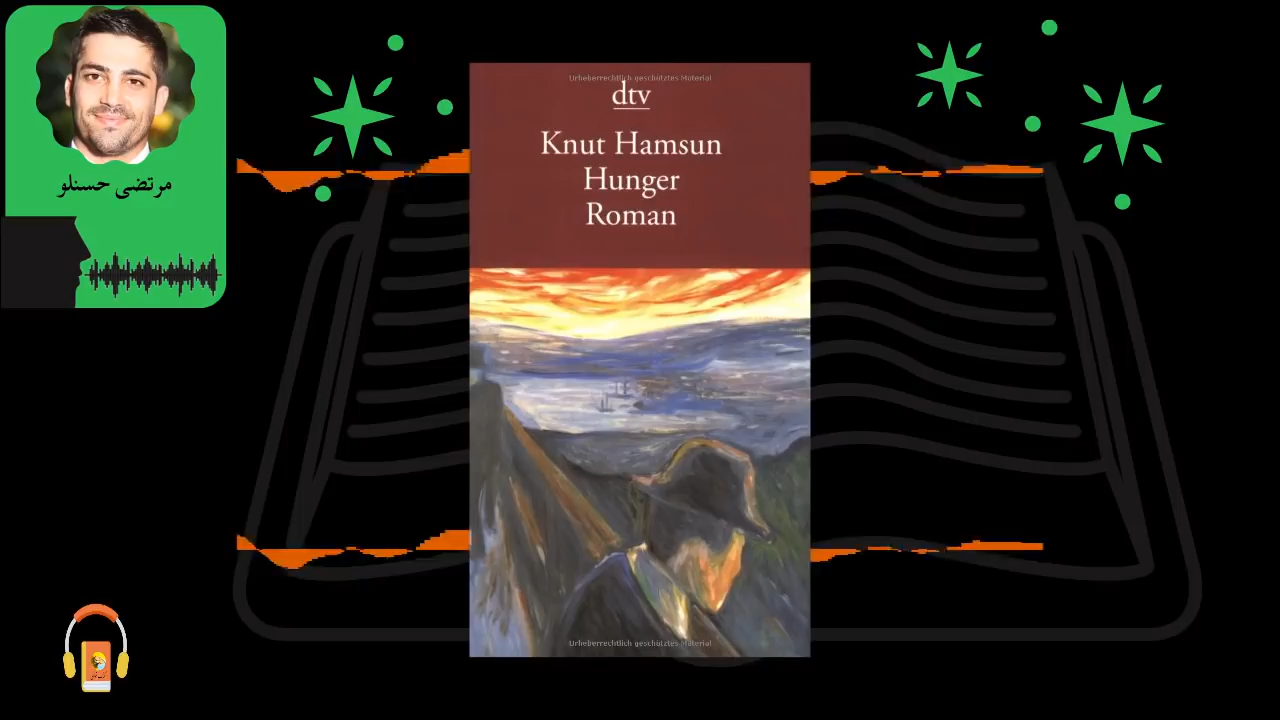 مرتضی حسنلو
Urheberrechtlich geschütztes Material
dtv
Knut Hamsun
Hunger
Roman
Urheberrechtlich geschütztes Material